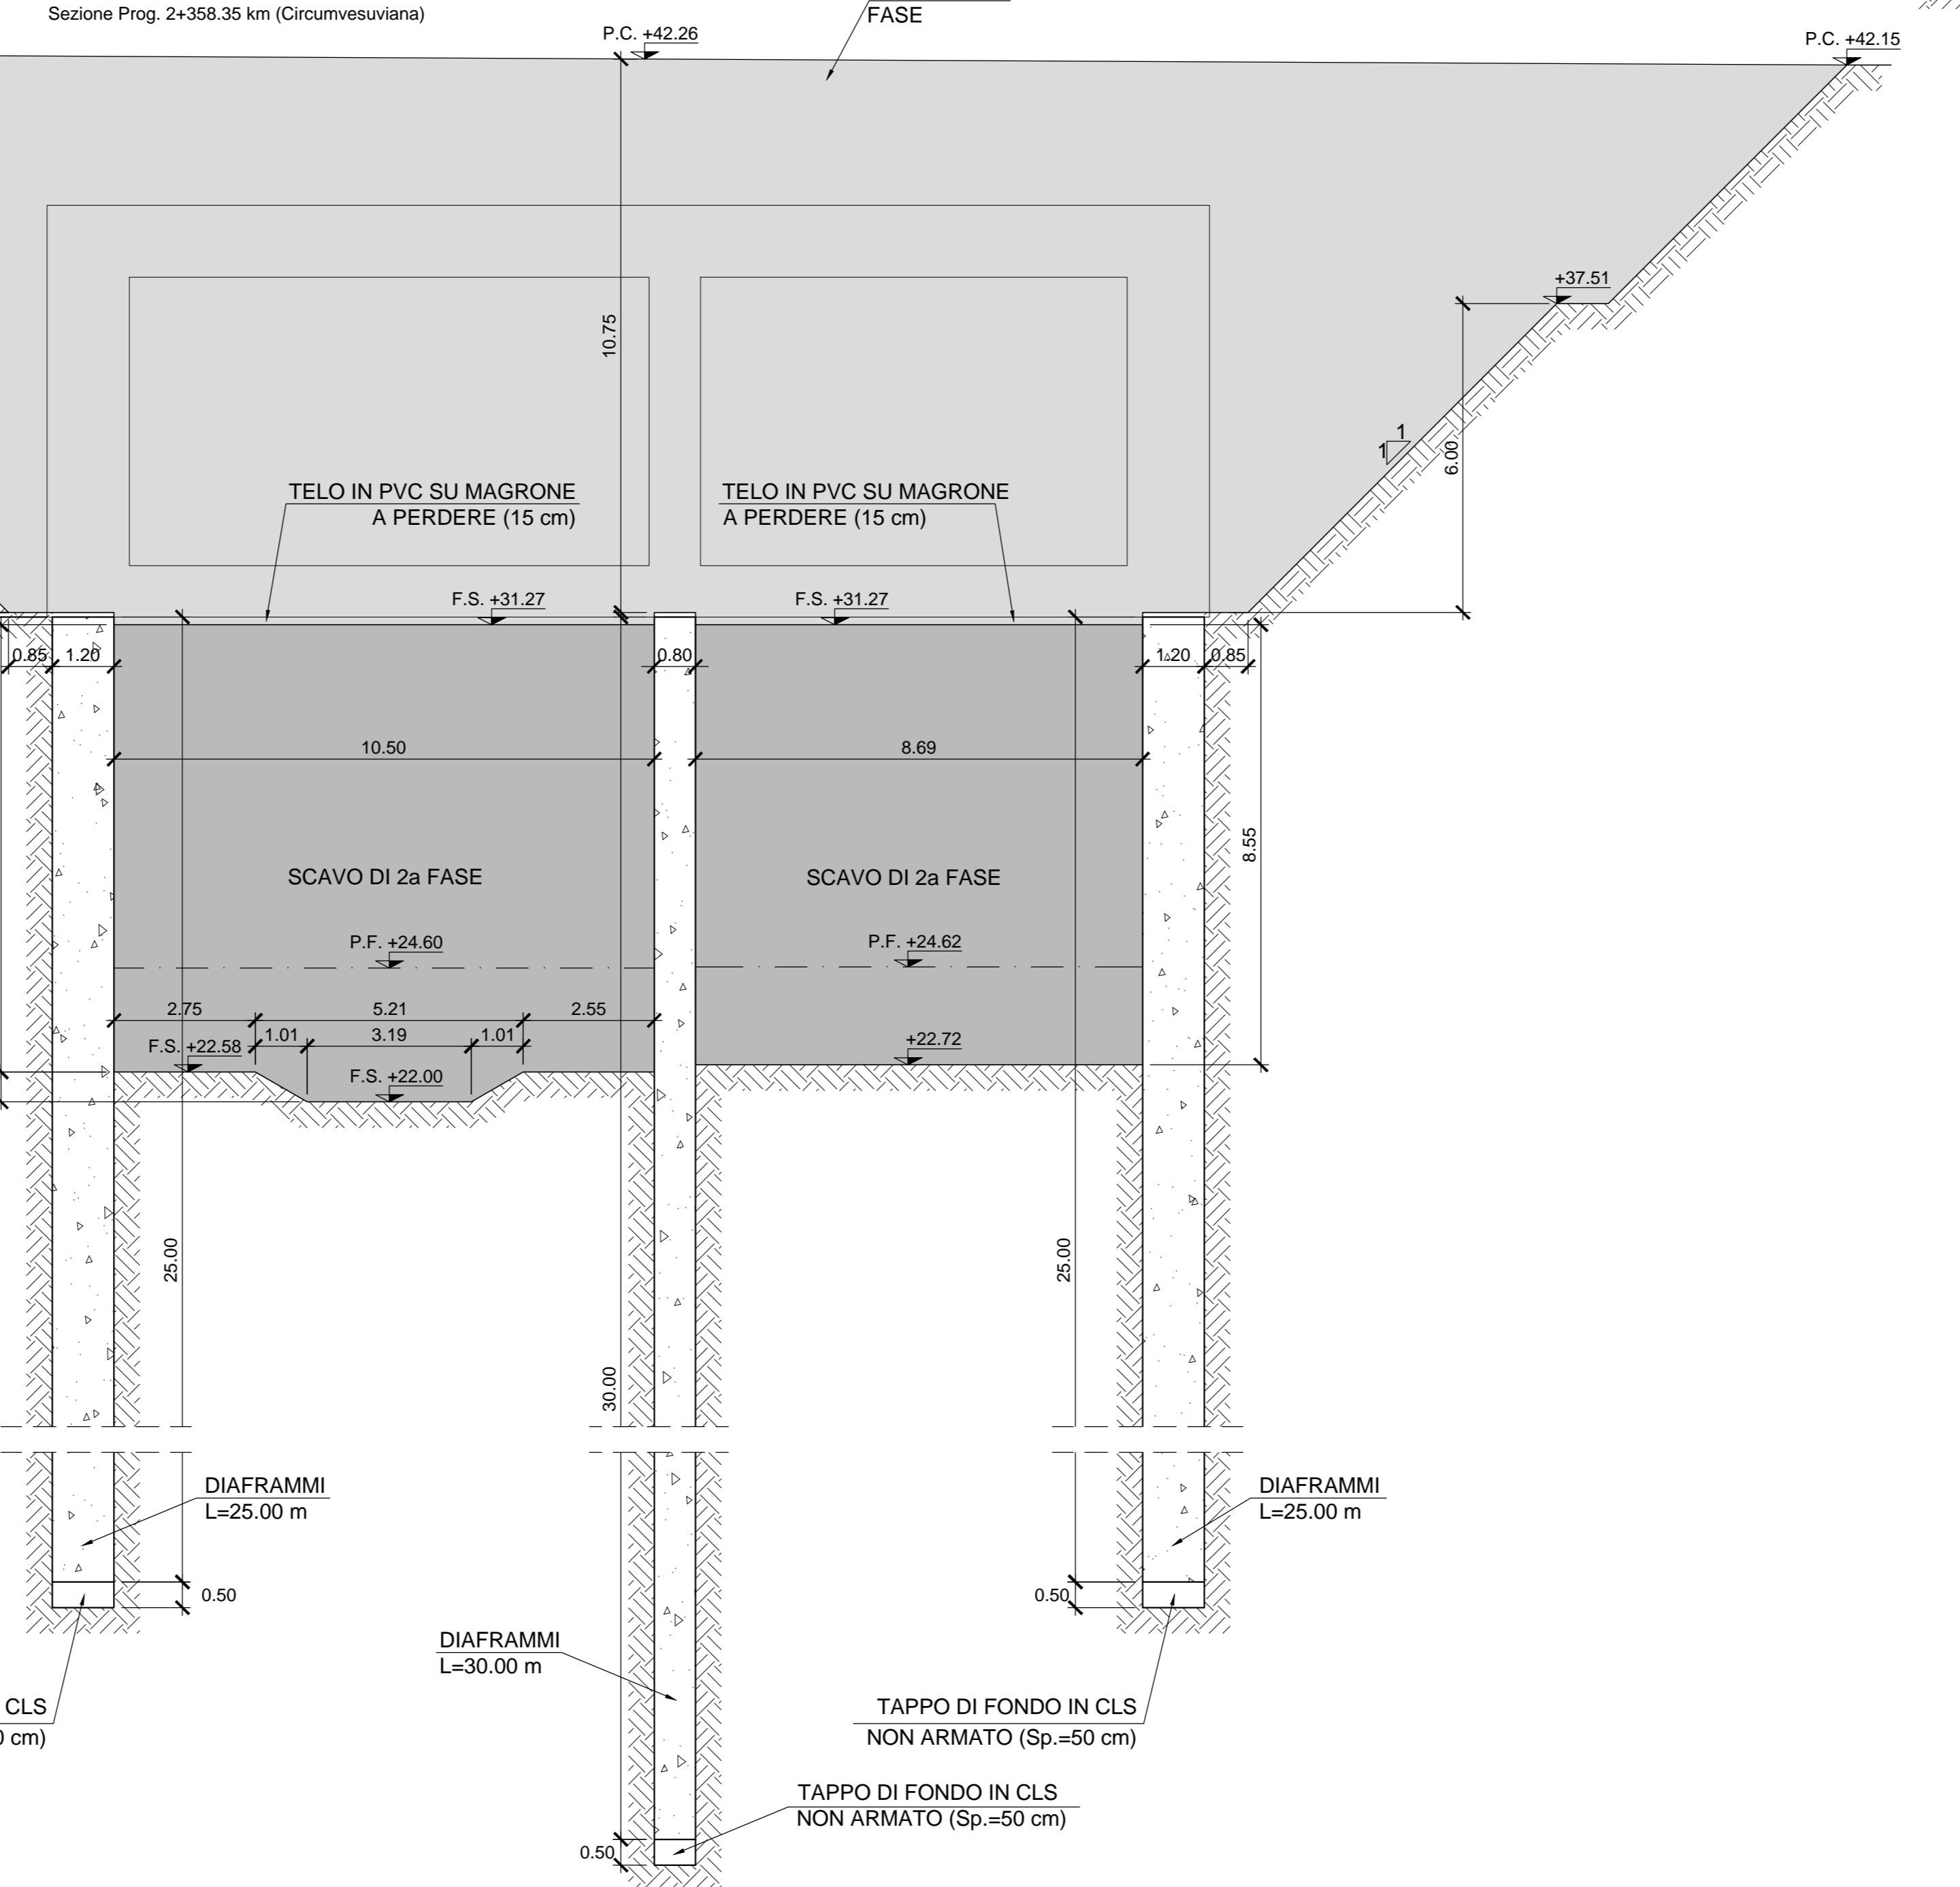 Sezione Prog. 2+358.35 km (Circumvesuviana)
FASE
P.C. +42.26
P.C. +42.15
+37.51
10.75
1
1
6.00
TELO IN PVC SU MAGRONE
A PERDERE (15 cm)
TELO IN PVC SU MAGRONE
A PERDERE (15 cm)
F.S. +31.27
F.S. +31.27
0.85
1.20
0.80
1.20
0.85
10.50
8.69
8.55
SCAVO DI 2a FASE
SCAVO DI 2a FASE
P.F. +24.60
P.F. +24.62
2.75
5.21
2.55
1.01
3.19
1.01
F.S. +22.58
+22.72
F.S. +22.00
25.00
25.00
30.00
DIAFRAMMI
L=25.00 m
DIAFRAMMI
L=25.00 m
0.50
0.50
DIAFRAMMI
L=30.00 m
CLS
cm)
TAPPO DI FONDO IN CLS
NON ARMATO (Sp.=50 cm)
TAPPO DI FONDO IN CLS
NON ARMATO (Sp.=50 cm)
0.50